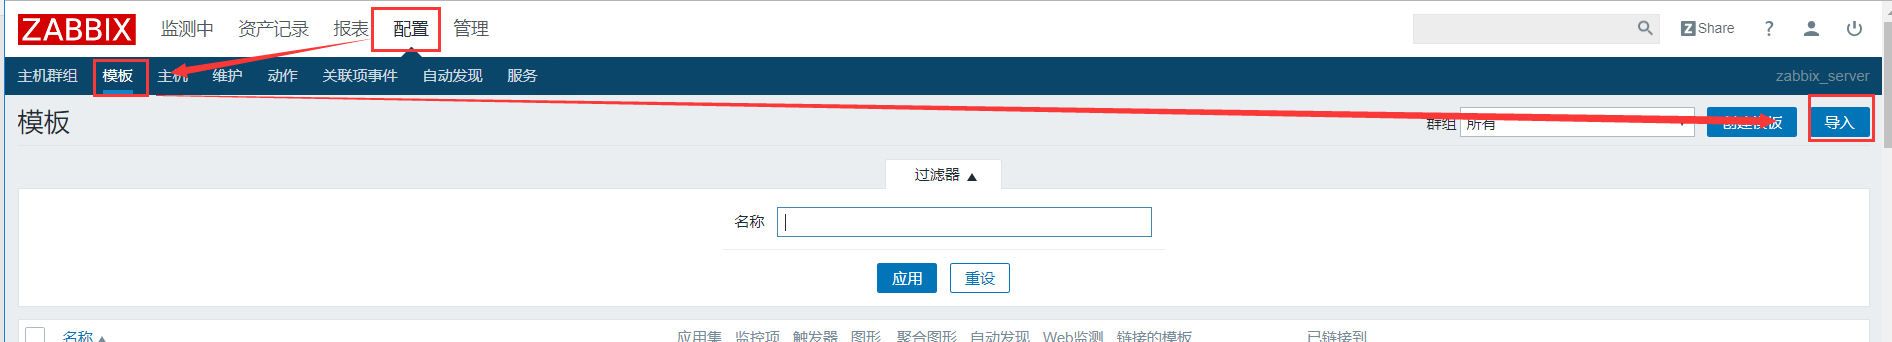 ZABBIX 监测中 资产记录 报表 配置 管理 Z Share ?
主机群组 模板 主机 维护 动作 关联项事件 自动发现 服务 zabbix_server
模板 群组 所有 创建模板 导入
过滤器 ▲
名称
应用 重设
名称 ▲ 应用集 监控项 触发器 图形 聚合图形 自动发现 Web监测 链接的模板 已链接到